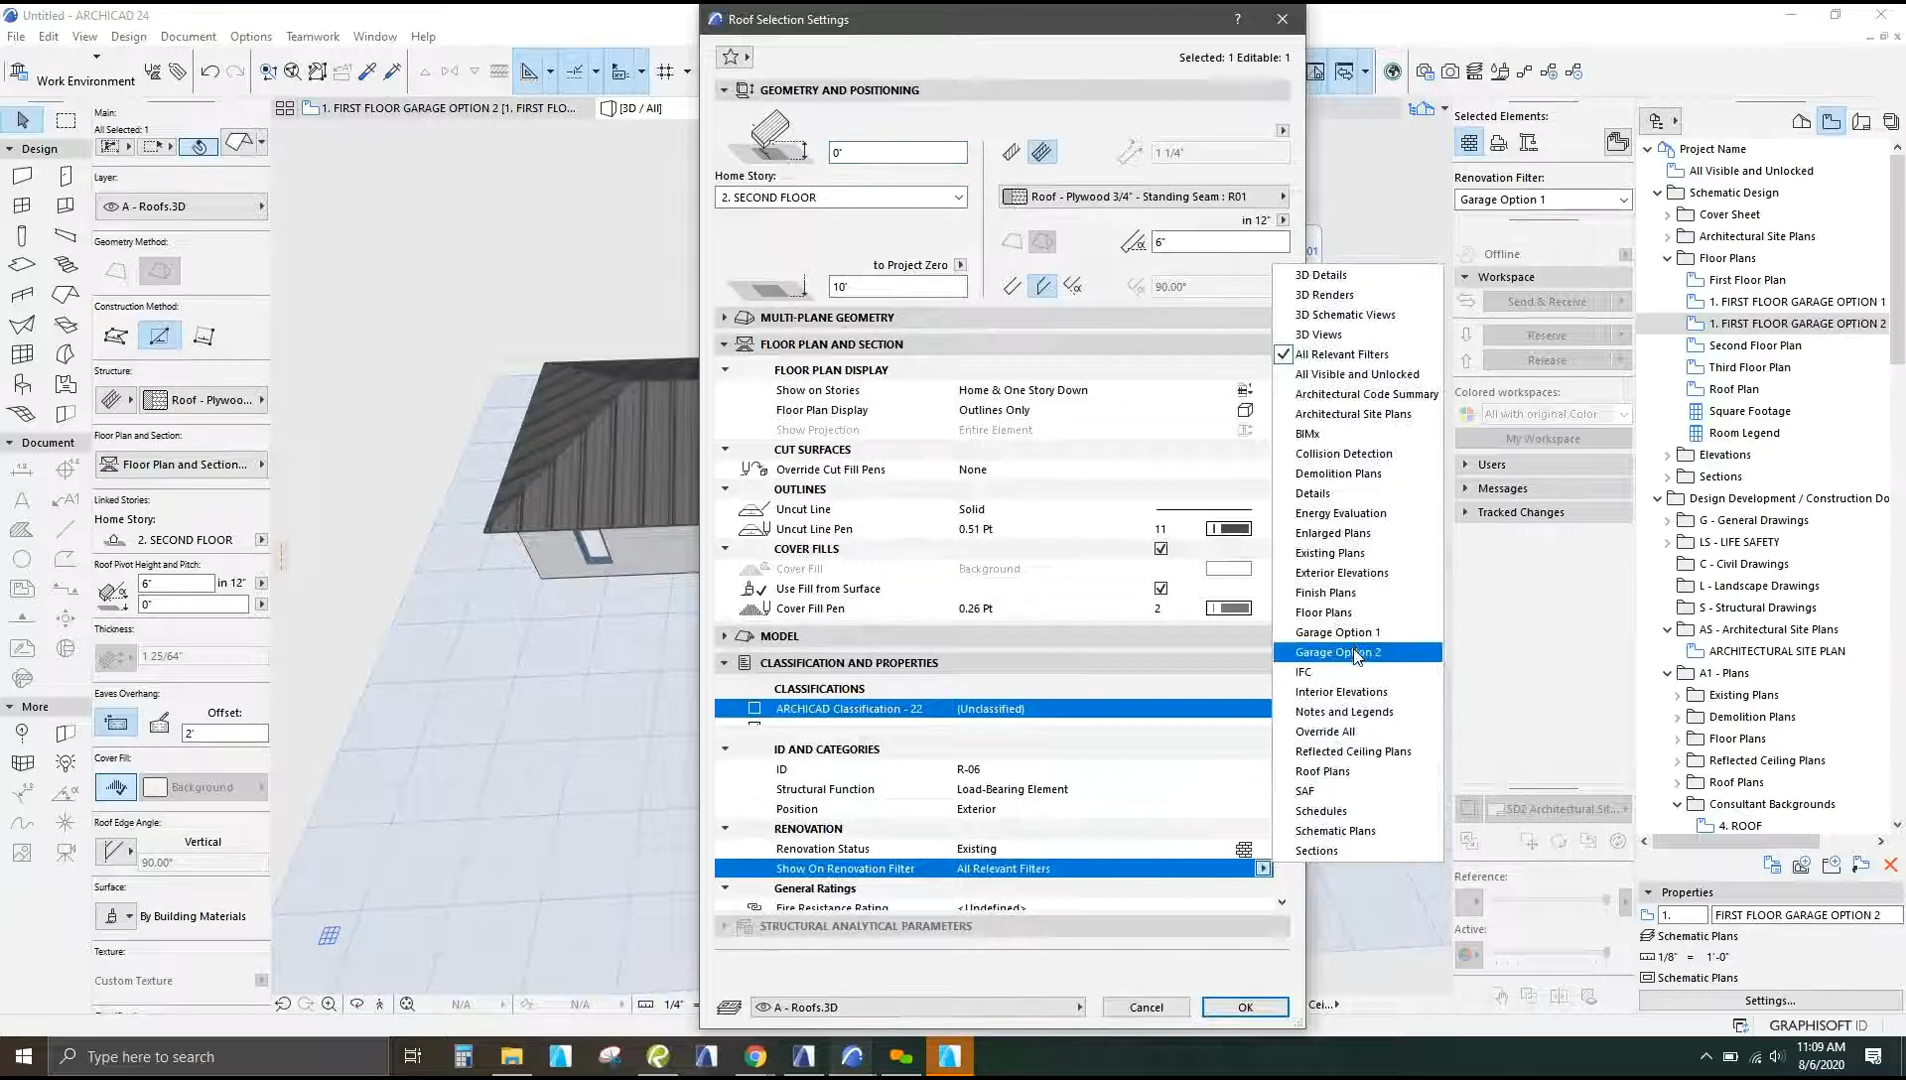 Untitled - ARCHICAD 24
File Edit View Design Document Options Teamwork Window Help
Work Environment
Main:
All Selected: 1
Design
Layer:
A - Roofs.3D
Geometry Method:
Construction Method:
Structure:
Roof - Plywoo...
Floor Plan and Section:
Document
Floor Plan and Section...
Linked Stories:
Home Story:
2. SECOND FLOOR
Roof Pivot Height and Pitch:
6" in 12"
0"
Thickness:
1 25/64"
Eaves Overhang:
Offset:
2'
More
Cover Fill:
Background
Roof Edge Angle:
Vertical
90.00°
Surface:
By Building Materials
Texture:
Custom Texture
1. FIRST FLOOR GARAGE OPTION 2 [1. FIRST FLO...
[3D / All]
N/A
N/A
1/4"
Roof Selection Settings
?
Selected: 1 Editable: 1
GEOMETRY AND POSITIONING
0"
1 1/4"
Home Story:
2. SECOND FLOOR
Roof - Plywood 3/4" - Standing Seam : R01
in 12"
6"
to Project Zero
10'
90.00°
MULTI-PLANE GEOMETRY
FLOOR PLAN AND SECTION
FLOOR PLAN DISPLAY
Show on Stories Home & One Story Down
Floor Plan Display Outlines Only
Show Projection Entire Element
CUT SURFACES
Override Cut Fill Pens None
OUTLINES
Uncut Line Solid
Uncut Line Pen 0.51 Pt 11
COVER FILLS
Cover Fill Background
Use Fill from Surface
Cover Fill Pen 0.26 Pt 2
MODEL
CLASSIFICATION AND PROPERTIES
CLASSIFICATIONS
ARCHICAD Classification - 22 (Unclassified)
ID AND CATEGORIES
ID R-06
Structural Function Load-Bearing Element
Position Exterior
RENOVATION
Renovation Status Existing
Show On Renovation Filter All Relevant Filters
General Ratings
Fire Resistance Rating <Undefined>
STRUCTURAL ANALYTICAL PARAMETERS
A - Roofs.3D
Cancel
OK
3D Details
3D Renders
3D Schematic Views
3D Views
All Relevant Filters
All Visible and Unlocked
Architectural Code Summary
Architectural Site Plans
BIMx
Collision Detection
Demolition Plans
Details
Energy Evaluation
Enlarged Plans
Existing Plans
Exterior Elevations
Finish Plans
Floor Plans
Garage Option 1
Garage Option 2
IFC
Interior Elevations
Notes and Legends
Override All
Reflected Ceiling Plans
Roof Plans
SAF
Schedules
Schematic Plans
Sections
01
Cei...
Selected Elements:
Renovation Filter:
Garage Option 1
Offline
Workspace
Send & Receive
Reserve
Release
Colored workspaces:
All with original Color
My Workspace
Users
Messages
Tracked Changes
SD2 Architectural Sit...
Reference:
Active:
Project Name
All Visible and Unlocked
Schematic Design
Cover Sheet
Architectural Site Plans
Floor Plans
First Floor Plan
1. FIRST FLOOR GARAGE OPTION 1
1. FIRST FLOOR GARAGE OPTION 2
Second Floor Plan
Third Floor Plan
Roof Plan
Square Footage
Room Legend
Elevations
Sections
Design Development / Construction Do
G - General Drawings
LS - LIFE SAFETY
C - Civil Drawings
L - Landscape Drawings
S - Structural Drawings
AS - Architectural Site Plans
ARCHITECTURAL SITE PLAN
A1 - Plans
Existing Plans
Demolition Plans
Floor Plans
Reflected Ceiling Plans
Roof Plans
Consultant Backgrounds
4. ROOF
Properties
1. FIRST FLOOR GARAGE OPTION 2
Schematic Plans
1/8" = 1'-0"
Schematic Plans
Settings...
GRAPHISOFT ID
Type here to search
11:09 AM
8/6/2020